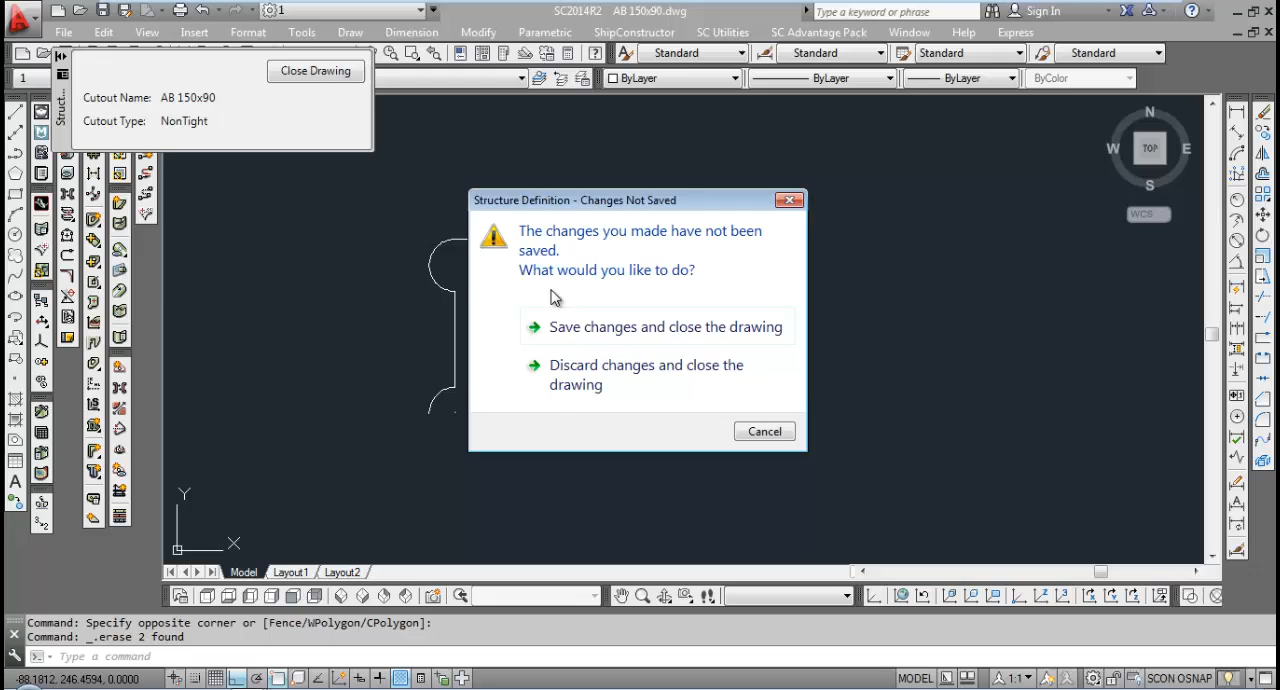 1
SC2014R2 AB 150x90.dwg
Type a keyword or phrase
Sign In
File Edit View Insert Format Tools Draw Dimension Modify Parametric ShipConstructor SC Utilities SC Advantage Pack Window Help Express
Standard Standard Standard Standard
1
ByLayer ByLayer ByLayer ByColor
Struct...
Close Drawing
Cutout Name: AB 150x90
Cutout Type: NonTight
N
W TOP E
S
WCS
Structure Definition - Changes Not Saved
The changes you made have not been
saved.
What would you like to do?
Save changes and close the drawing
Discard changes and close the
drawing
Cancel
Y
X
Model Layout1 Layout2
Command: Specify opposite corner or [Fence/WPolygon/CPolygon]:
Command: _.erase 2 found
Type a command
-88.1812, 246.4594, 0.0000
MODEL 1:1 SCON OSNAP